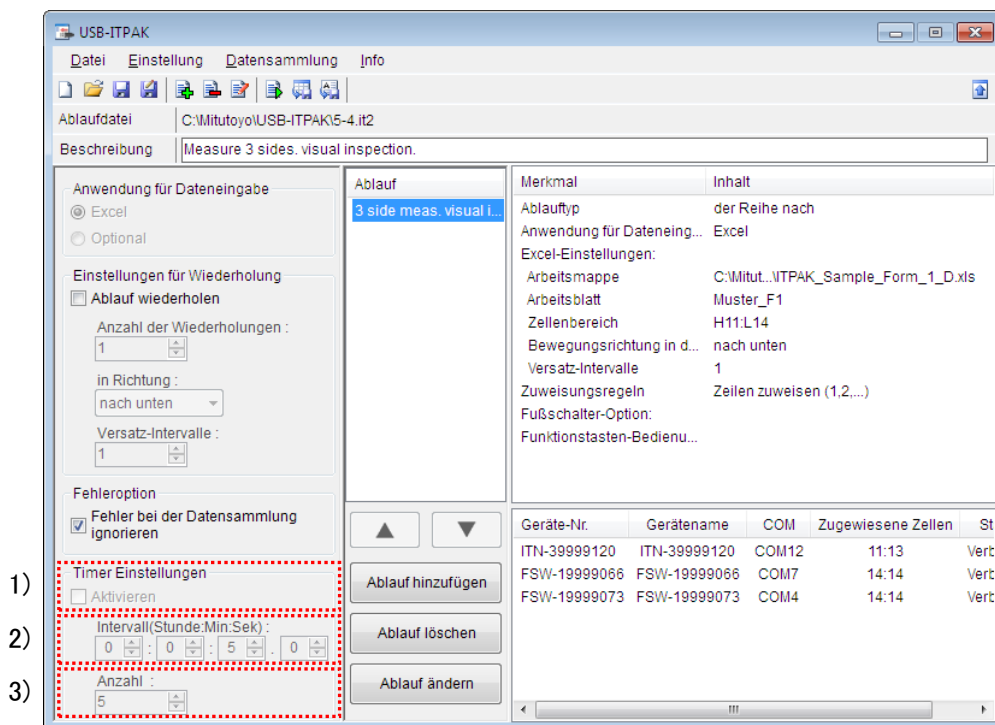 USB-ITPAK
Datei Einstellung Datensammlung Info
Ablaufdatei C:\Mitutoyo\USB-ITPAK\5-4.it2
Beschreibung Measure 3 sides. visual inspection.
Anwendung für Dateneingabe
Excel
Optional
Einstellungen für Wiederholung
Ablauf wiederholen
Anzahl der Wiederholungen :
1
in Richtung :
nach unten
Versatz-Intervalle :
1
Fehleroption
Fehler bei der Datensammlung
ignorieren
1) Timer Einstellungen
Aktivieren
2) Intervall(Stunde:Min:Sek) :
0 : 0 : 5 . 0
3) Anzahl :
5
Ablauf
3 side meas. visual i...
Ablauf hinzufügen
Ablauf löschen
Ablauf ändern
Merkmal Inhalt
Ablauftyp der Reihe nach
Anwendung für Dateneing... Excel
Excel-Einstellungen:
Arbeitsmappe C:\Mitut...\ITPAK_Sample_Form_1_D.xls
Arbeitsblatt Muster_F1
Zellenbereich H11:L14
Bewegungsrichtung in d... nach unten
Versatz-Intervalle 1
Zuweisungsregeln Zeilen zuweisen (1,2,...)
Fußschalter-Option:
Funktionstasten-Bedienu...
Geräte-Nr. Gerätename COM Zugewiesene Zellen St
ITN-39999120 ITN-39999120 COM12 11:13 Verb
FSW-19999066 FSW-19999066 COM7 14:14 Verb
FSW-19999073 FSW-19999073 COM4 14:14 Verb